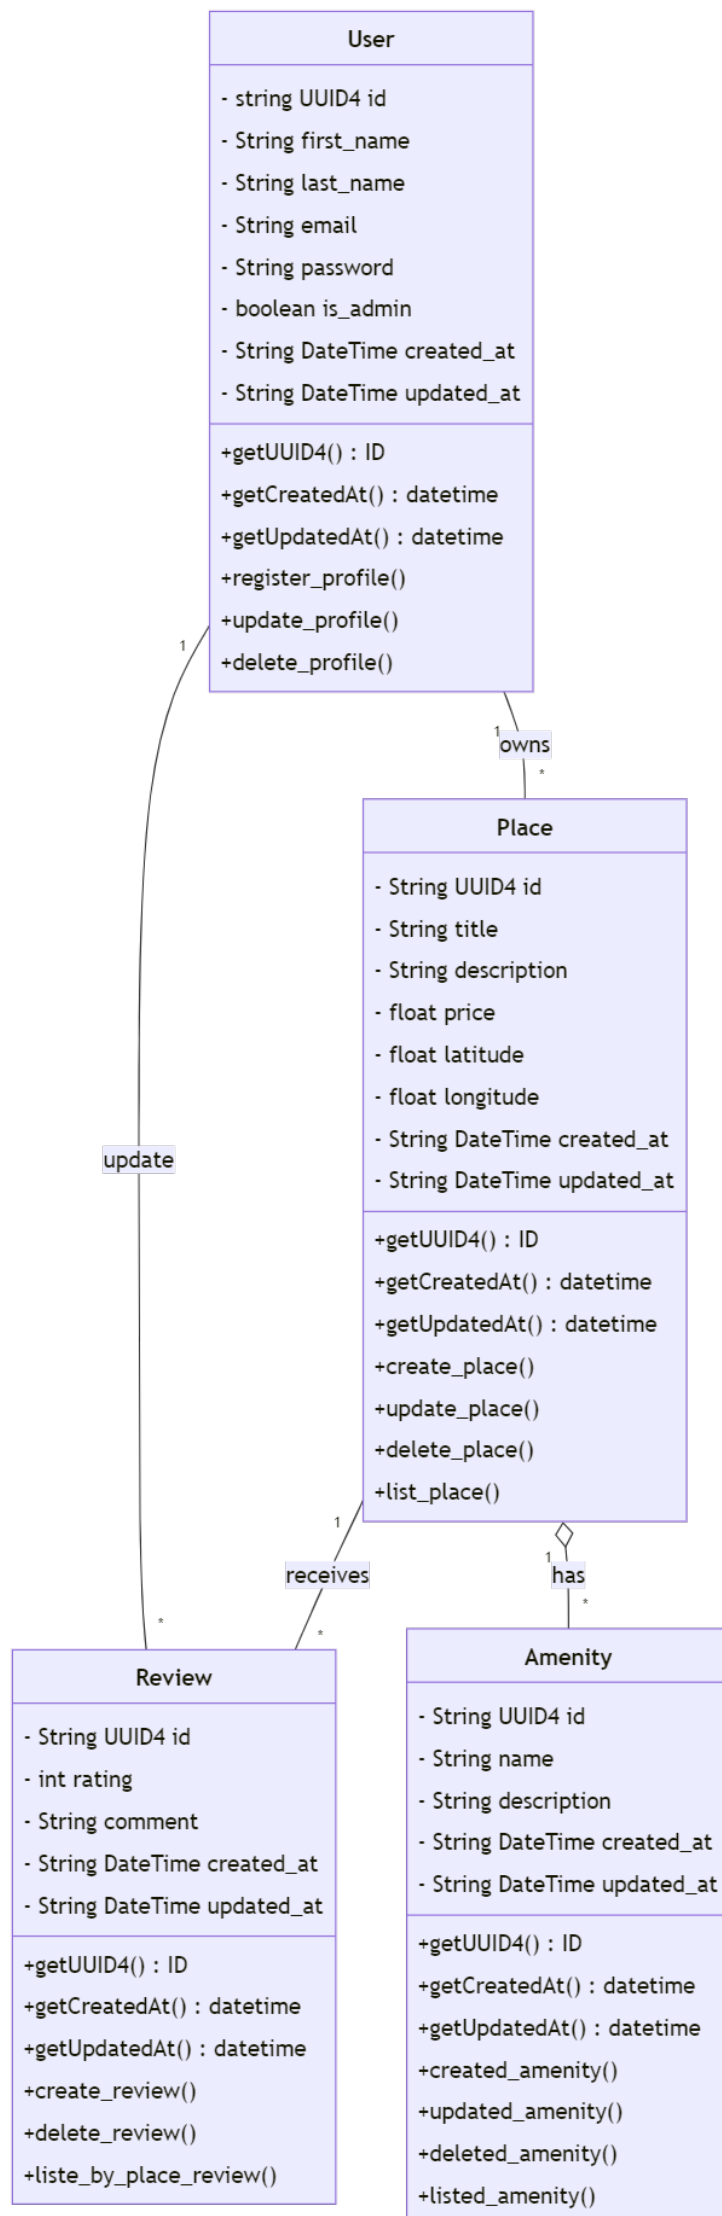 User
- string UUID4 id
- String first_name
- String last_name
- String email
- String password
- boolean is_admin
- String DateTime created_at
- String DateTime updated_at
+getUUID4() : ID
+getCreatedAt() : datetime
+getUpdatedAt() : datetime
+register_profile()
+update_profile()
+delete_profile()
1
1
owns
*
Place
- String UUID4 id
- String title
- String description
- float price
- float latitude
- float longitude
- String DateTime created_at
- String DateTime updated_at
+getUUID4() : ID
+getCreatedAt() : datetime
+getUpdatedAt() : datetime
+create_place()
+update_place()
+delete_place()
+list_place()
update
1
receives
*
1
has
*
*
Review
- String UUID4 id
- int rating
- String comment
- String DateTime created_at
- String DateTime updated_at
+getUUID4() : ID
+getCreatedAt() : datetime
+getUpdatedAt() : datetime
+create_review()
+delete_review()
+liste_by_place_review()
Amenity
- String UUID4 id
- String name
- String description
- String DateTime created_at
- String DateTime updated_at
+getUUID4() : ID
+getCreatedAt() : datetime
+getUpdatedAt() : datetime
+created_amenity()
+updated_amenity()
+deleted_amenity()
+listed_amenity()